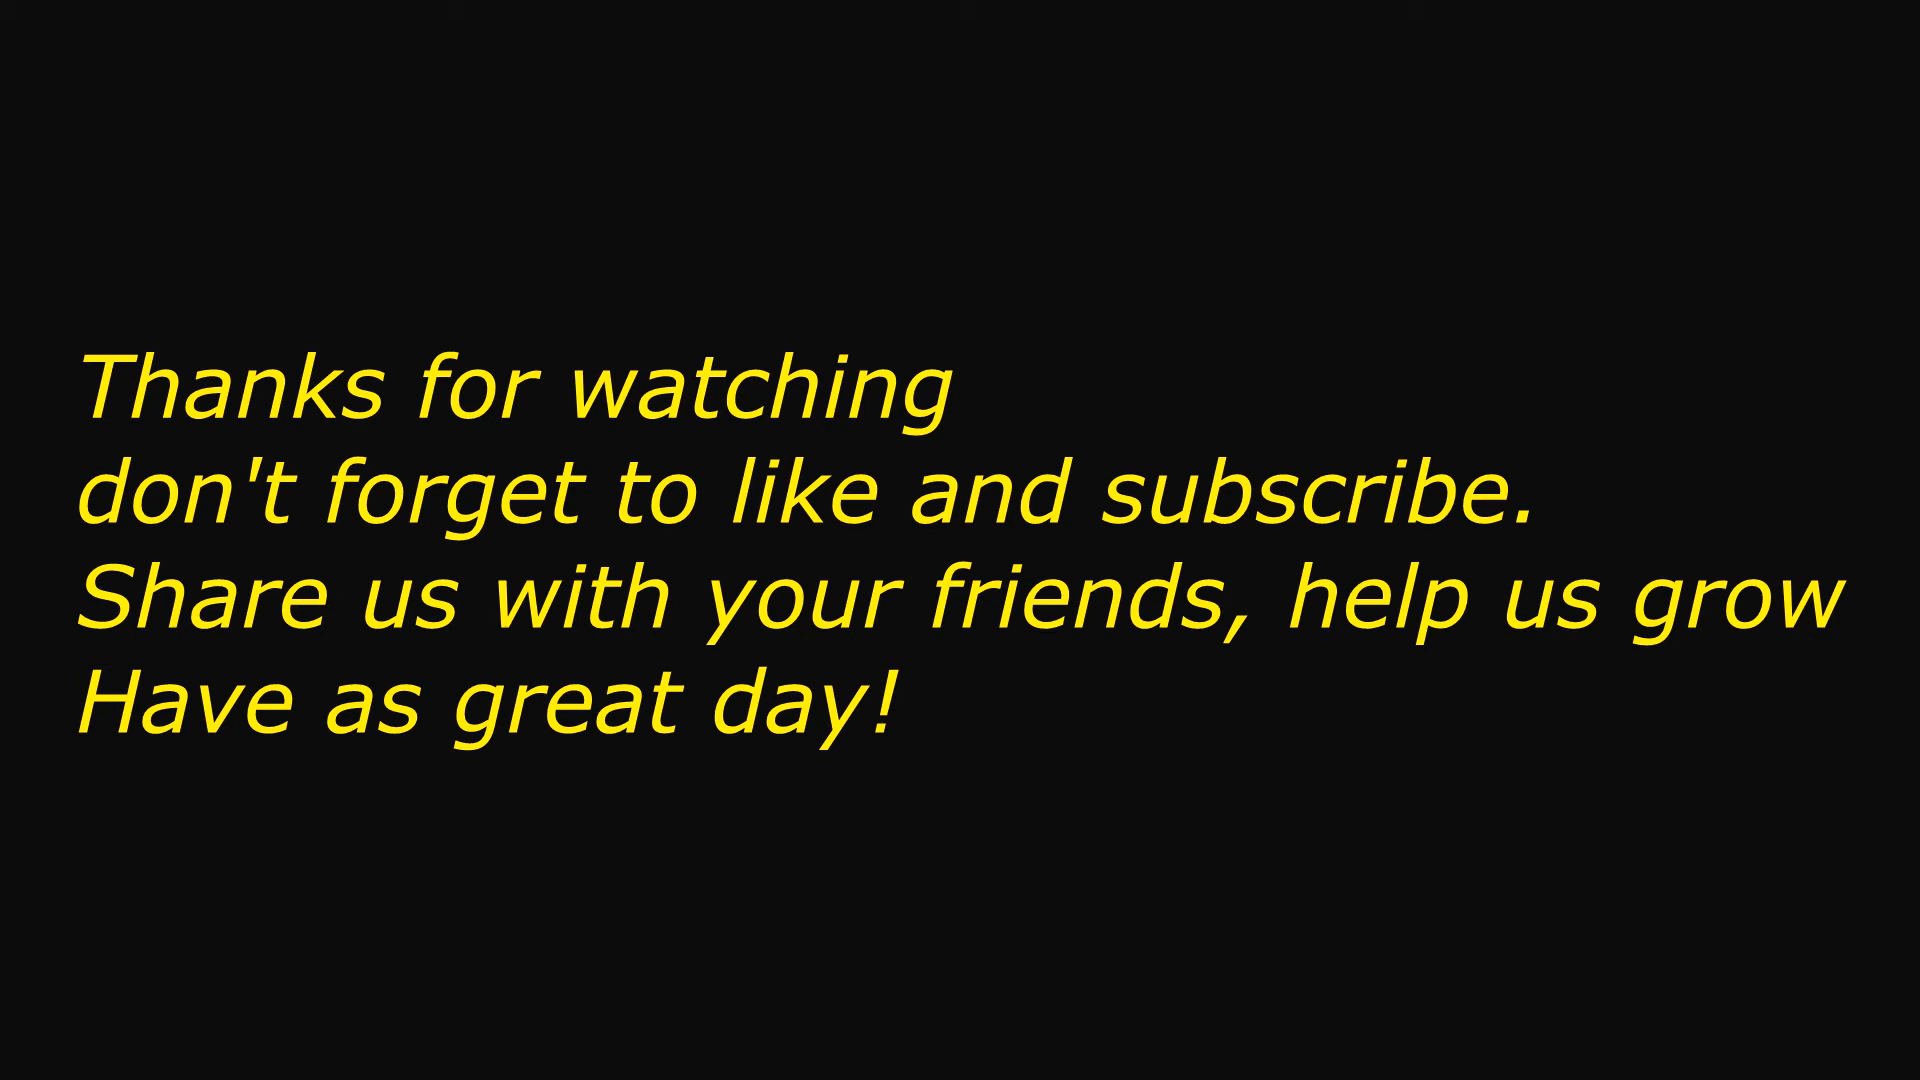 Thanks for watching
don't forget to like and subscribe.
Share us with your friends, help us grow
Have as great day!